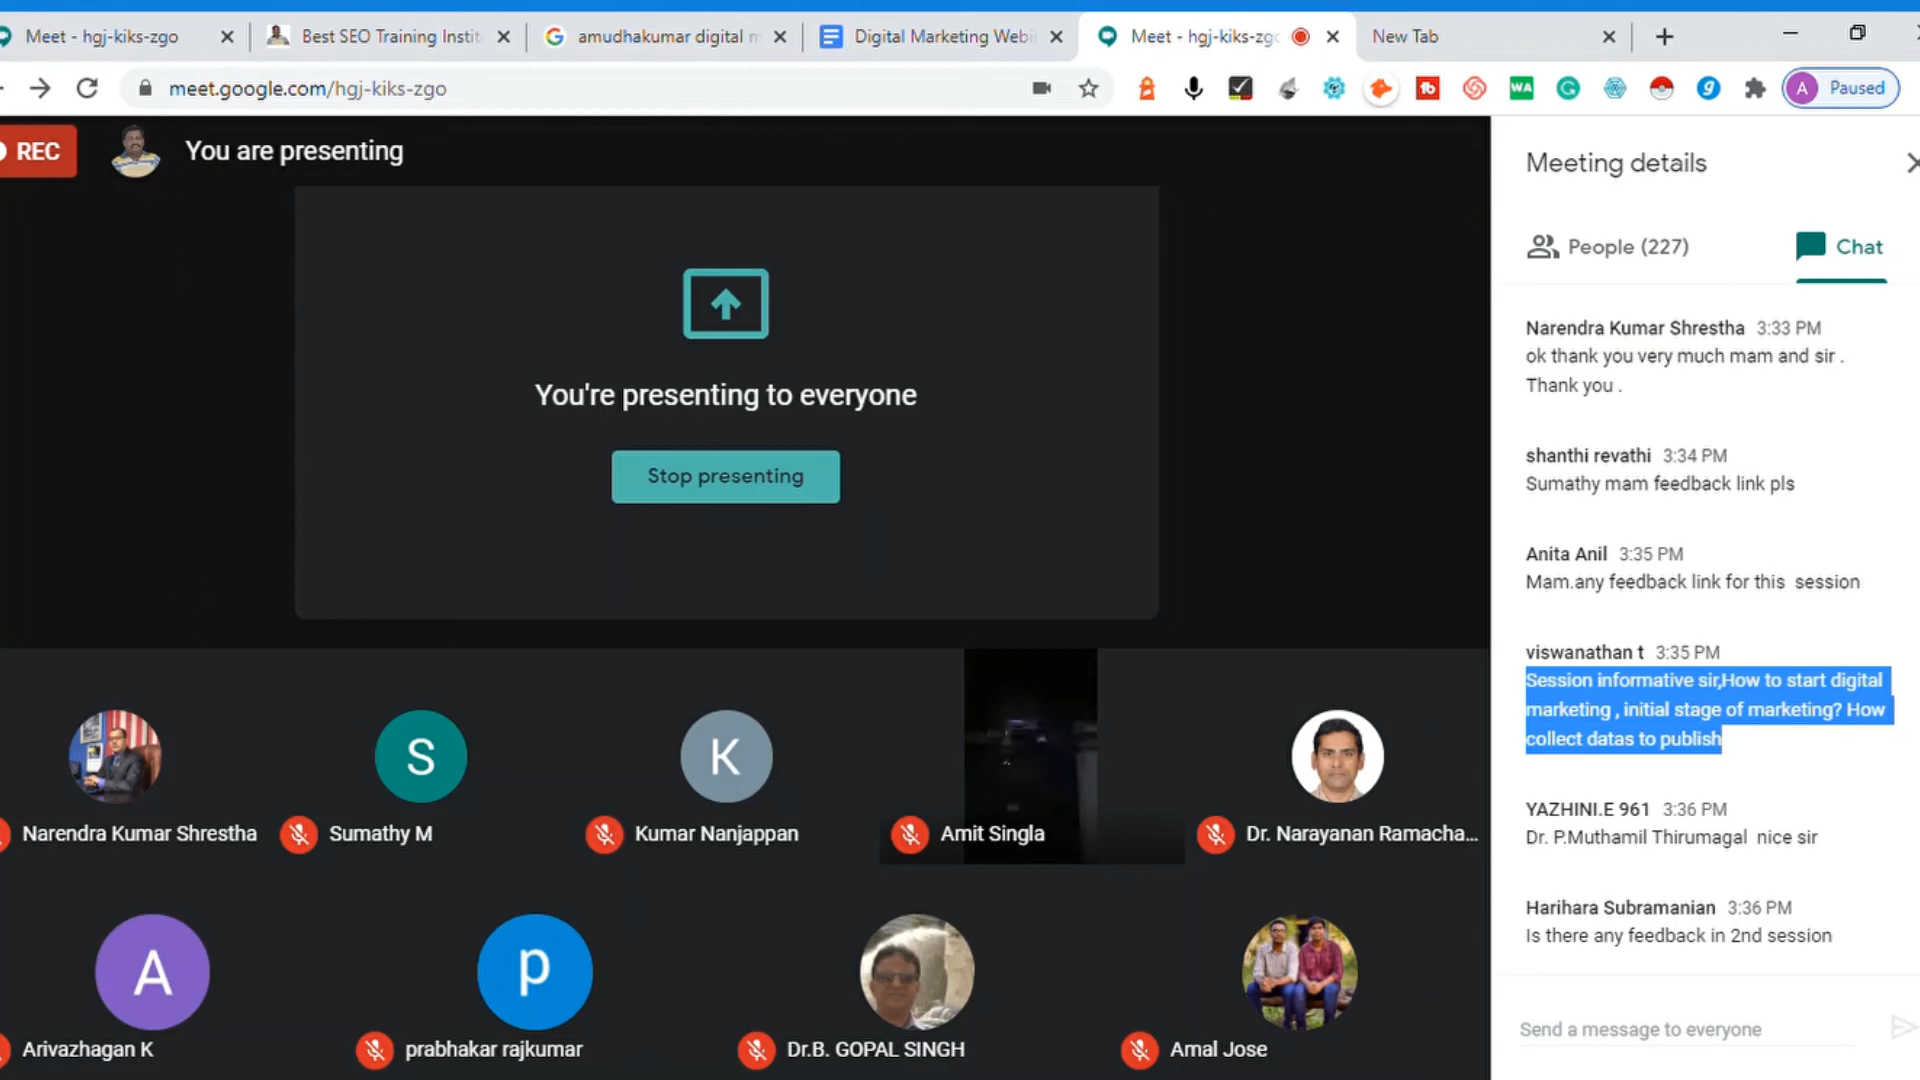 Meet - hgj-kiks-zgo
Best SEO Training Instit
amudhakumar digital m
Digital Marketing Webi
Meet - hgj-kiks-zgo
New Tab
meet.google.com/hgj-kiks-zgo
WA
A Paused
REC
You are presenting
You're presenting to everyone
Stop presenting
Narendra Kumar Shrestha
S
Sumathy M
K
Kumar Nanjappan
Amit Singla
Dr. Narayanan Ramacha...
A
Arivazhagan K
p
prabhakar rajkumar
Dr.B. GOPAL SINGH
Amal Jose
Meeting details
People (227)
Chat
Narendra Kumar Shrestha 3:33 PM
ok thank you very much mam and sir .
Thank you .
shanthi revathi 3:34 PM
Sumathy mam feedback link pls
Anita Anil 3:35 PM
Mam.any feedback link for this session
viswanathan t 3:35 PM
Session informative sir,How to start digital
marketing , initial stage of marketing? How
collect datas to publish
YAZHINI.E 961 3:36 PM
Dr. P.Muthamil Thirumagal nice sir
Harihara Subramanian 3:36 PM
Is there any feedback in 2nd session
Send a message to everyone